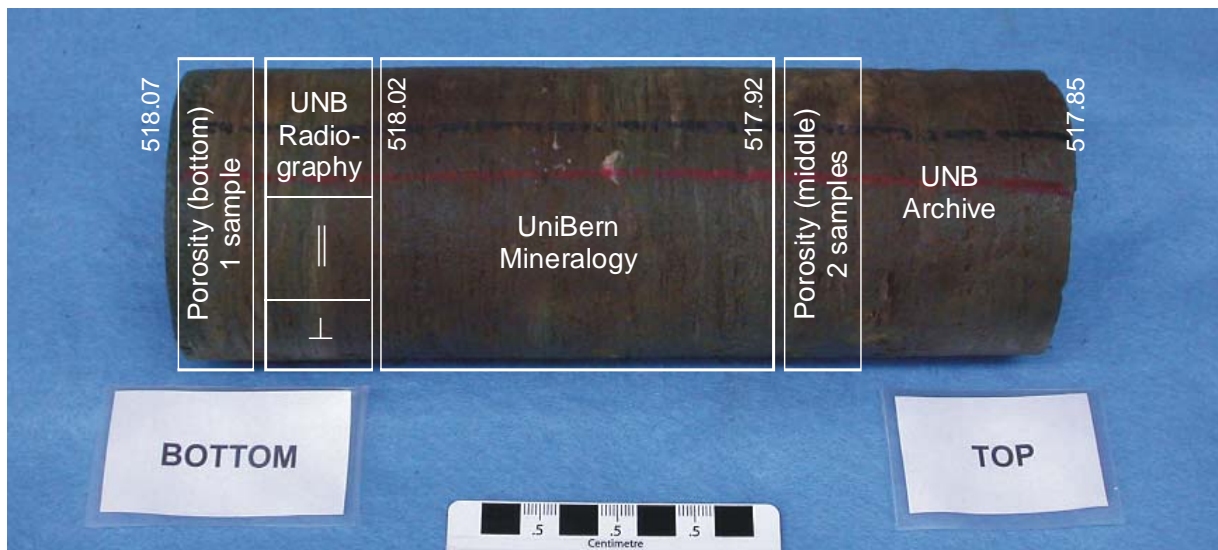 518.07
Porosity (bottom)
1 sample
UNB
Radio-
graphy
||
⊥
518.02
UniBern
Mineralogy
517.92
Porosity (middle)
2 samples
UNB
Archive
517.85
BOTTOM
TOP
.5
.5
.5
Centimetre